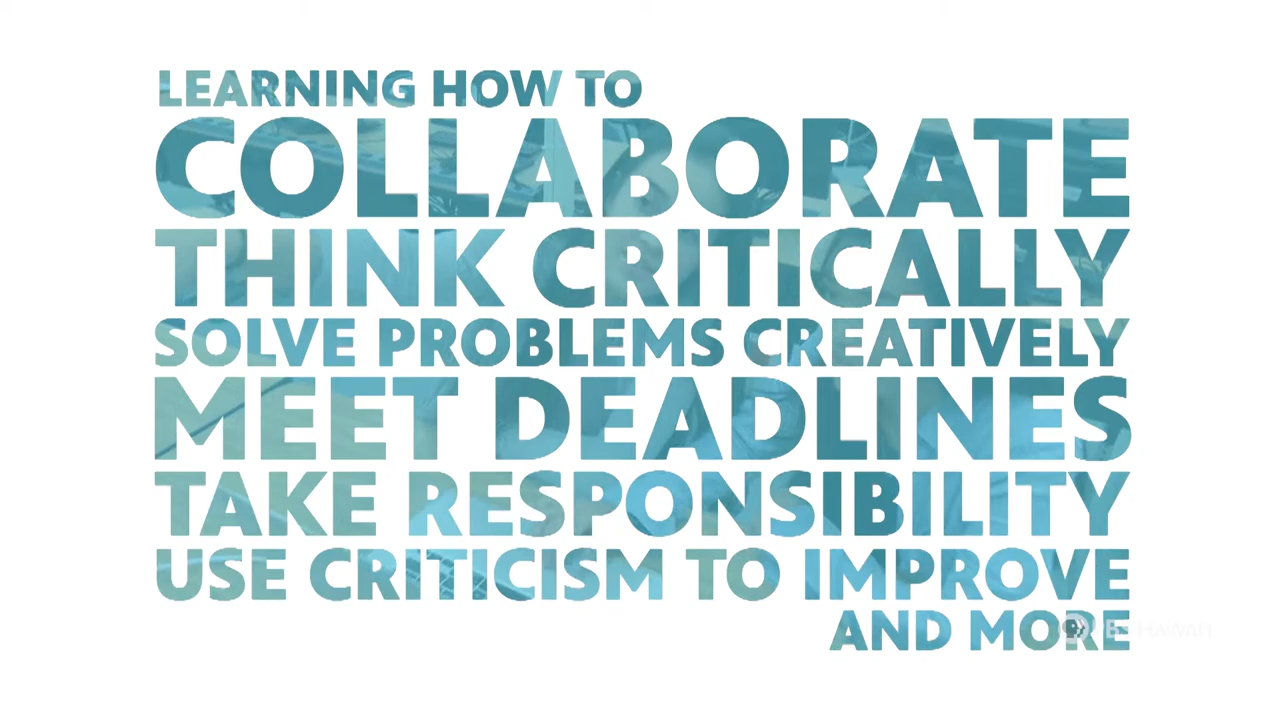 LEARNING HOW TO
COLLABORATE
THINK CRITICALLY
SOLVE PROBLEMS CREATIVELY
MEET DEADLINES
TAKE RESPONSIBILITY
USE CRITICISM TO IMPROVE
AND MORE